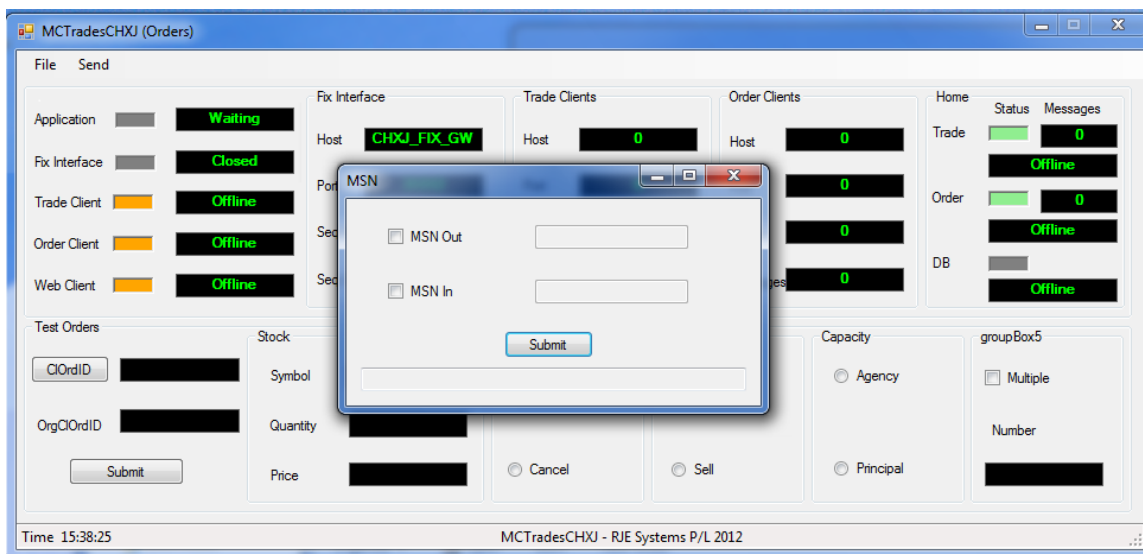 MCTradesCHXJ (Orders)
File Send
Application Waiting
Fix Interface Closed
Trade Client Offline
Order Client Offline
Web Client Offline
Fix Interface
Host CHXJ_FIX_GW
Trade Clients
Host 0
Order Clients
Host 0
0
0
0
Home
Status Messages
Trade 0
Offline
Order 0
Offline
DB
Offline
MSN
MSN Out
MSN In
Submit
Test Orders
ClOrdID
OrgClOrdID
Submit
Stock
Symbol
Quantity
Price
Cancel
Sell
Capacity
Agency
Principal
groupBox5
Multiple
Number
Time 15:38:25
MCTradesCHXJ - RJE Systems P/L 2012